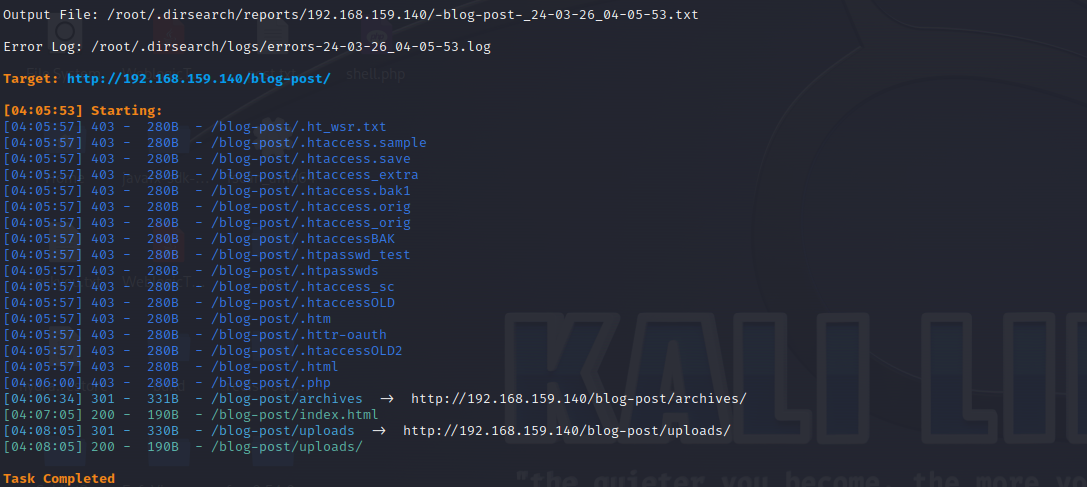 Output File: /root/.dirsearch/reports/192.168.159.140/-blog-post-_24-03-26_04-05-53.txt
Error Log: /root/.dirsearch/logs/errors-24-03-26_04-05-53.log
shell.php
Target: http://192.168.159.140/blog-post/
[04:05:53] Starting:
[04:05:57] 403 -  280B  - /blog-post/.ht_wsr.txt
[04:05:57] 403 -  280B  - /blog-post/.htaccess.sample
[04:05:57] 403 -  280B  - /blog-post/.htaccess.save
[04:05:57] 403 -  280B  - /blog-post/.htaccess_extra
[04:05:57] 403 -  280B  - /blog-post/.htaccess.bak1
[04:05:57] 403 -  280B  - /blog-post/.htaccess.orig
[04:05:57] 403 -  280B  - /blog-post/.htaccess_orig
[04:05:57] 403 -  280B  - /blog-post/.htaccessBAK
[04:05:57] 403 -  280B  - /blog-post/.htpasswd_test
[04:05:57] 403 -  280B  - /blog-post/.htpasswds
[04:05:57] 403 -  280B  - /blog-post/.htaccess_sc
[04:05:57] 403 -  280B  - /blog-post/.htaccessOLD
[04:05:57] 403 -  280B  - /blog-post/.htm
[04:05:57] 403 -  280B  - /blog-post/.httr-oauth
[04:05:57] 403 -  280B  - /blog-post/.htaccessOLD2
[04:05:57] 403 -  280B  - /blog-post/.html
[04:06:00] 403 -  280B  - /blog-post/.php
[04:06:34] 301 -  331B  - /blog-post/archives  →  http://192.168.159.140/blog-post/archives/
[04:07:05] 200 -  190B  - /blog-post/index.html
[04:08:05] 301 -  330B  - /blog-post/uploads  →  http://192.168.159.140/blog-post/uploads/
[04:08:05] 200 -  190B  - /blog-post/uploads/
KALI LI
Task Completed
"the quieter you become, the more yo